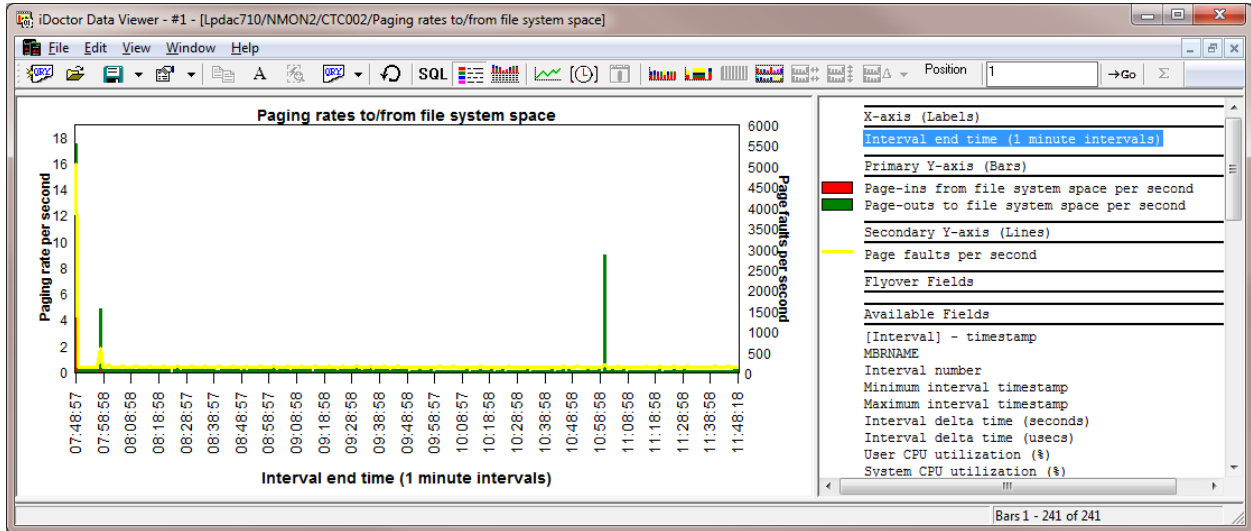 iDoctor Data Viewer - #1 - [Lpdac710/NMON2/CTC002/Paging rates to/from file system space]
File Edit View Window Help
QRY A QRY SQL Position 1 →Go Σ
Paging rates to/from file system space
Paging rate per second
18
16
14
12
10
8
6
4
2
0
6000
5500
5000
4500
4000
3500
3000
2500
2000
1500
1000
500
0
Page faults per second
07:48:57
07:58:58
08:08:58
08:18:58
08:28:57
08:38:57
08:48:57
08:58:57
09:08:58
09:18:58
09:28:58
09:38:58
09:48:58
09:58:57
10:08:57
10:18:58
10:28:58
10:38:58
10:48:58
10:58:58
11:08:58
11:18:58
11:28:58
11:38:58
11:48:18
Interval end time (1 minute intervals)
X-axis (Labels)
Interval end time (1 minute intervals)
Primary Y-axis (Bars)
Page-ins from file system space per second
Page-outs to file system space per second
Secondary Y-axis (Lines)
Page faults per second
Flyover Fields
Available Fields
[Interval] - timestamp
MBRNAME
Interval number
Minimum interval timestamp
Maximum interval timestamp
Interval delta time (seconds)
Interval delta time (usecs)
User CPU utilization (%)
System CPU utilization (%)
Bars 1 - 241 of 241